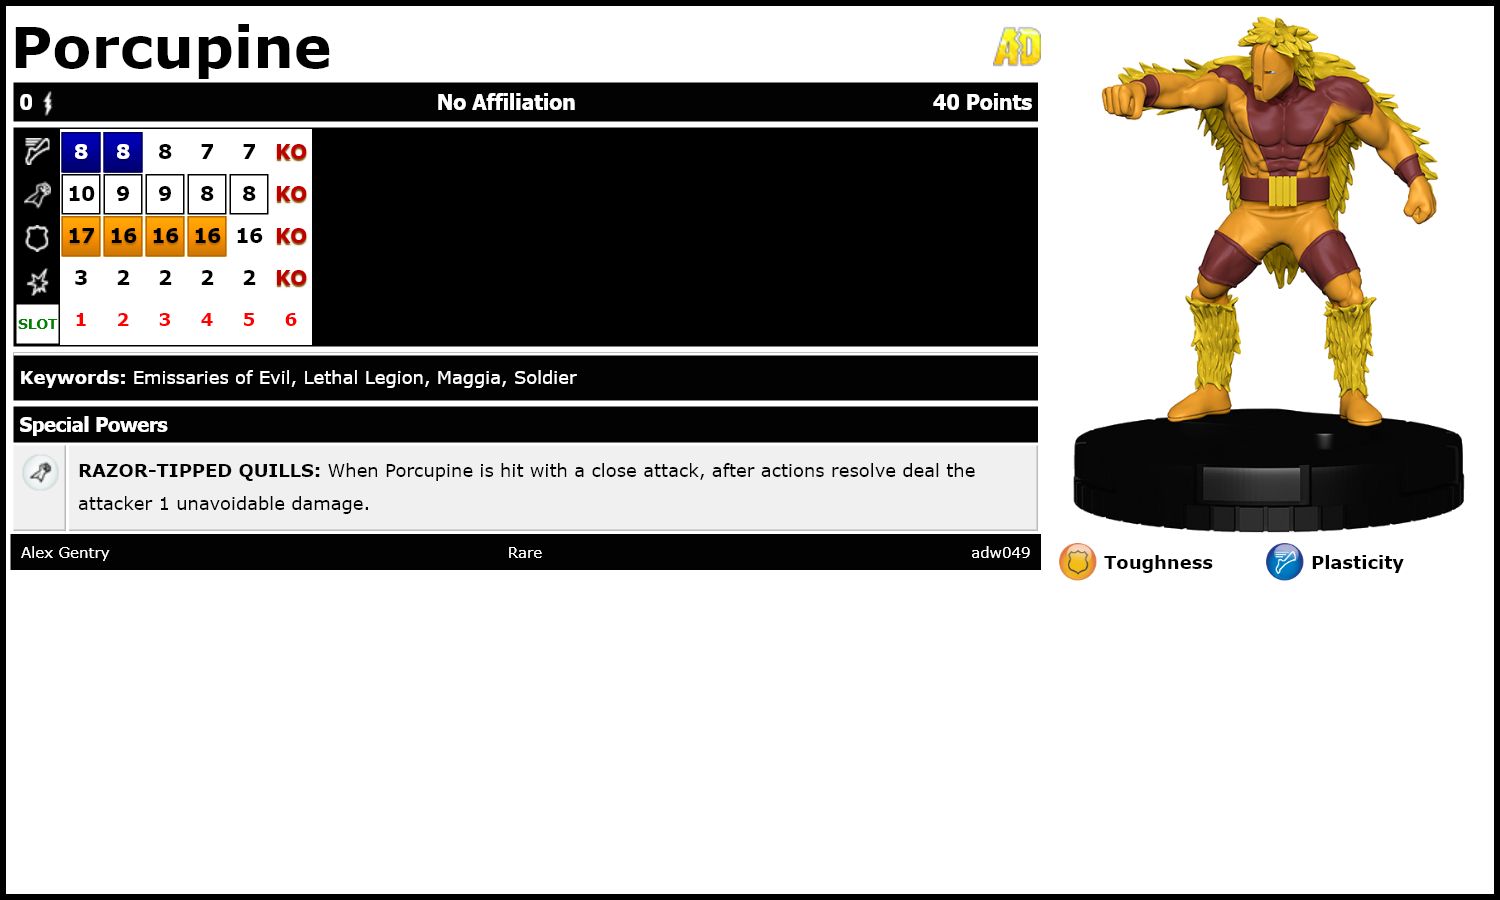 Porcupine
AD
0 No Affiliation 40 Points
8 8 8 7 7 KO
10 9 9 8 8 KO
17 16 16 16 16 KO
3 2 2 2 2 KO
SLOT 1 2 3 4 5 6
Keywords: Emissaries of Evil, Lethal Legion, Maggia, Soldier
Special Powers
RAZOR-TIPPED QUILLS: When Porcupine is hit with a close attack, after actions resolve deal the
attacker 1 unavoidable damage.
Alex Gentry Rare adw049
Toughness Plasticity